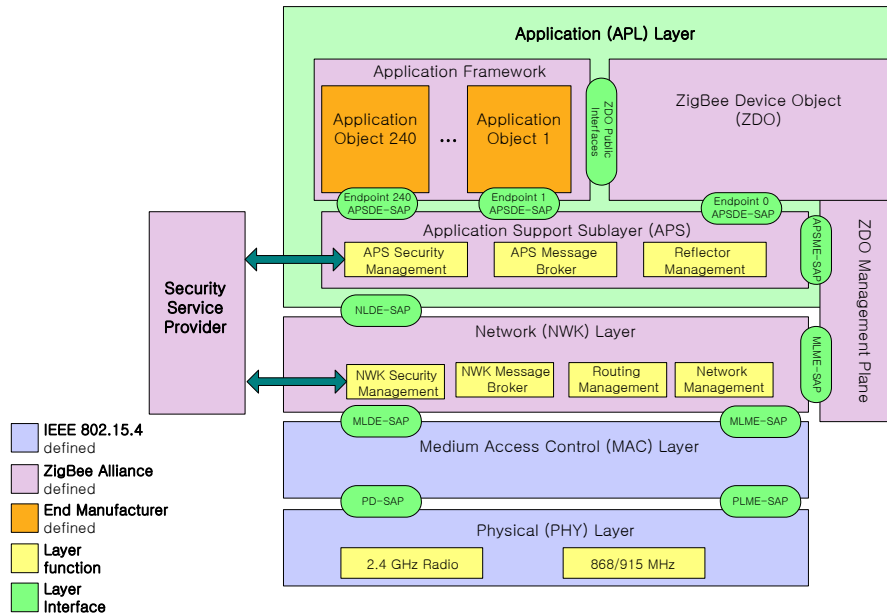 Application (APL) Layer
Application Framework
Application
Object 240
...
Application
Object 1
ZDO Public
Interfaces
ZigBee Device Object
(ZDO)
Endpoint 240
APSDE-SAP
Endpoint 1
APSDE-SAP
Endpoint 0
APSDE-SAP
Application Support Sublayer (APS)
APS Security
Management
APS Message
Broker
Reflector
Management
APSME-SAP
ZDO Management Plane
Security
Service
Provider
NLDE-SAP
Network (NWK) Layer
NWK Security
Management
NWK Message
Broker
Routing
Management
Network
Management
MLME-SAP
MLDE-SAP
MLME-SAP
Medium Access Control (MAC) Layer
PD-SAP
PLME-SAP
Physical (PHY) Layer
2.4 GHz Radio
868/915 MHz
IEEE 802.15.4
defined
ZigBee Alliance
defined
End Manufacturer
defined
Layer
function
Layer
Interface